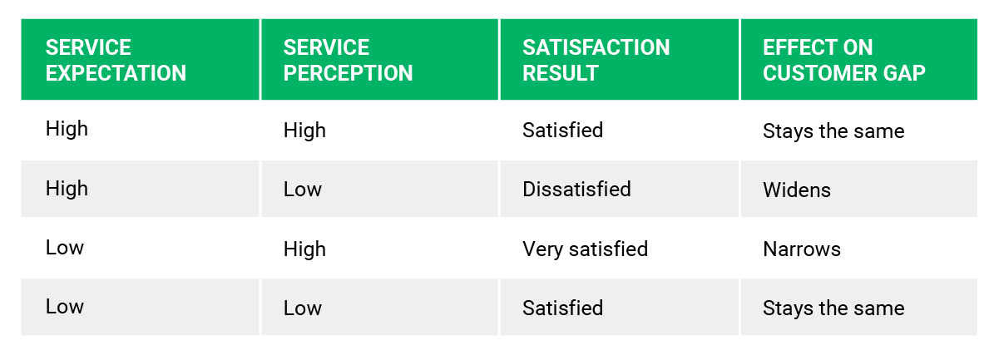 SERVICE EXPECTATION SERVICE PERCEPTION SATISFACTION RESULT EFFECT ON CUSTOMER GAP
High High Satisfied Stays the same
High Low Dissatisfied Widens
Low High Very satisfied Narrows
Low Low Satisfied Stays the same